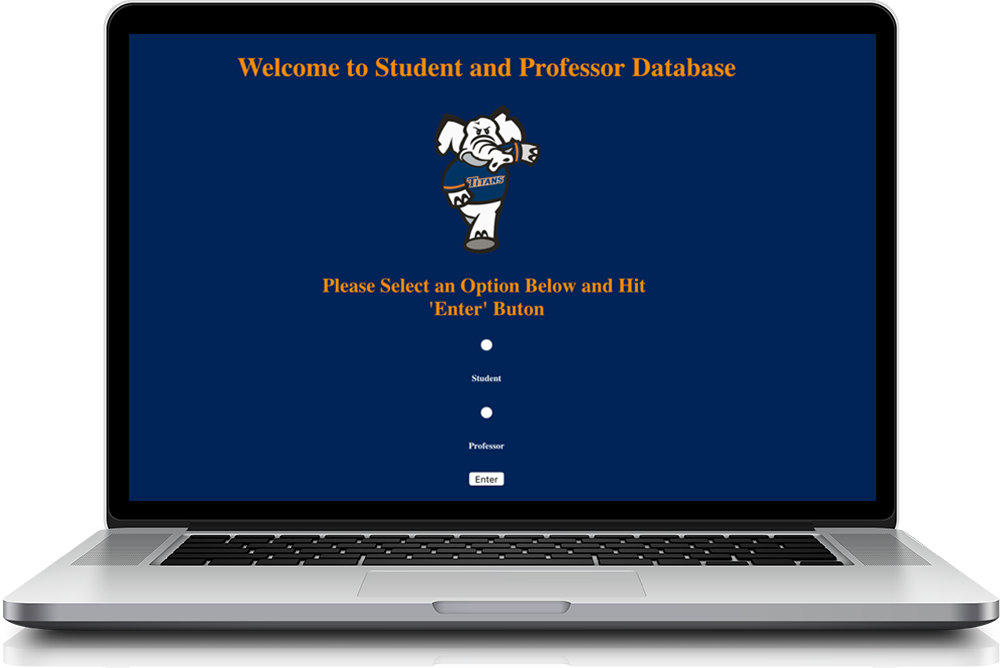 Welcome to Student and Professor Database
TITANS
Please Select an Option Below and Hit
'Enter' Buton
Student
Professor
Enter